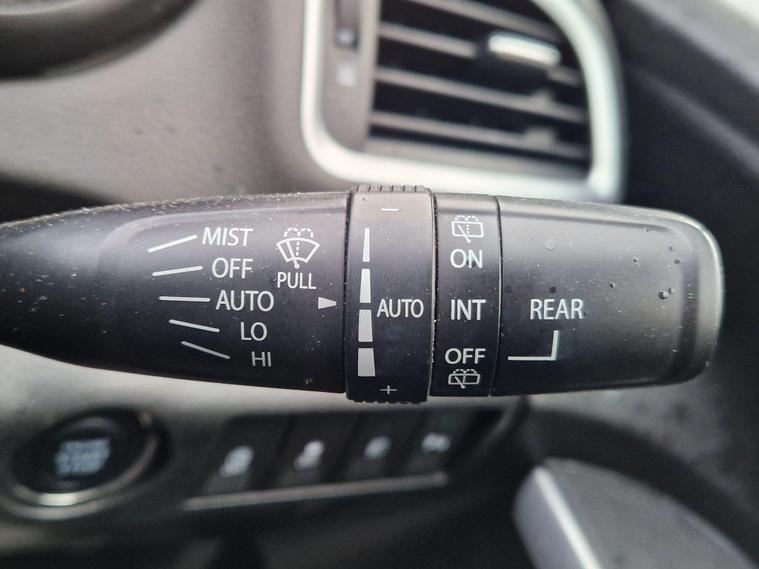 MIST
OFF
AUTO
LO
HI
PULL
−
AUTO
+
ON
INT
OFF
REAR